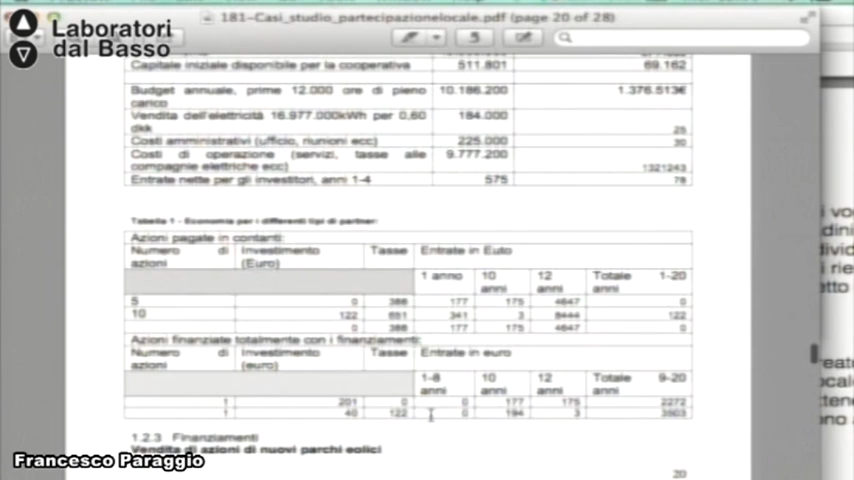 181-Casi_studio_partecipazionelocale.pdf (page 20 of 28)
Laboratori
dal Basso
Capitale iniziale disponibile per la cooperativa 511.801 69.162
Budget annuale, prime 12.000 ore di pieno 10.186.200 1.376.513€
carico
Vendita dell'elettricità 16.977.000kWh per 0,60 184.000
dkk 25
Costi amministrativi (ufficio, riunioni ecc) 225.000 30
Costi di operazione (servizi, tasse alle 9.777.200
compagnie elettriche ecc) 1321243
Entrate nette per gli investitori, anni 1-4 575 78
Tabella 1 - Economia per i differenti tipi di partner
Azioni pagate in contanti:
Numero di Investimento Tasse Entrate in Euto
azioni (Euro)
1 anno 10 12 Totale 1-20
anni anni anni
5 0 388 177 175 4647 0
10 122 651 341 3 8444 122
0 388 177 175 4647 0
Azioni finanziate totalmente con i finanziamenti:
Numero di Investimento Tasse Entrate in euro
azioni (euro)
1-8 10 12 Totale 9-20
anni anni anni anni
1 201 0 0 177 175 2272
1 40 122 0 194 3 3503
1.2.3 Finanziamenti
Vendita di azioni di nuovi parchi eolici
Francesco Paraggio
20